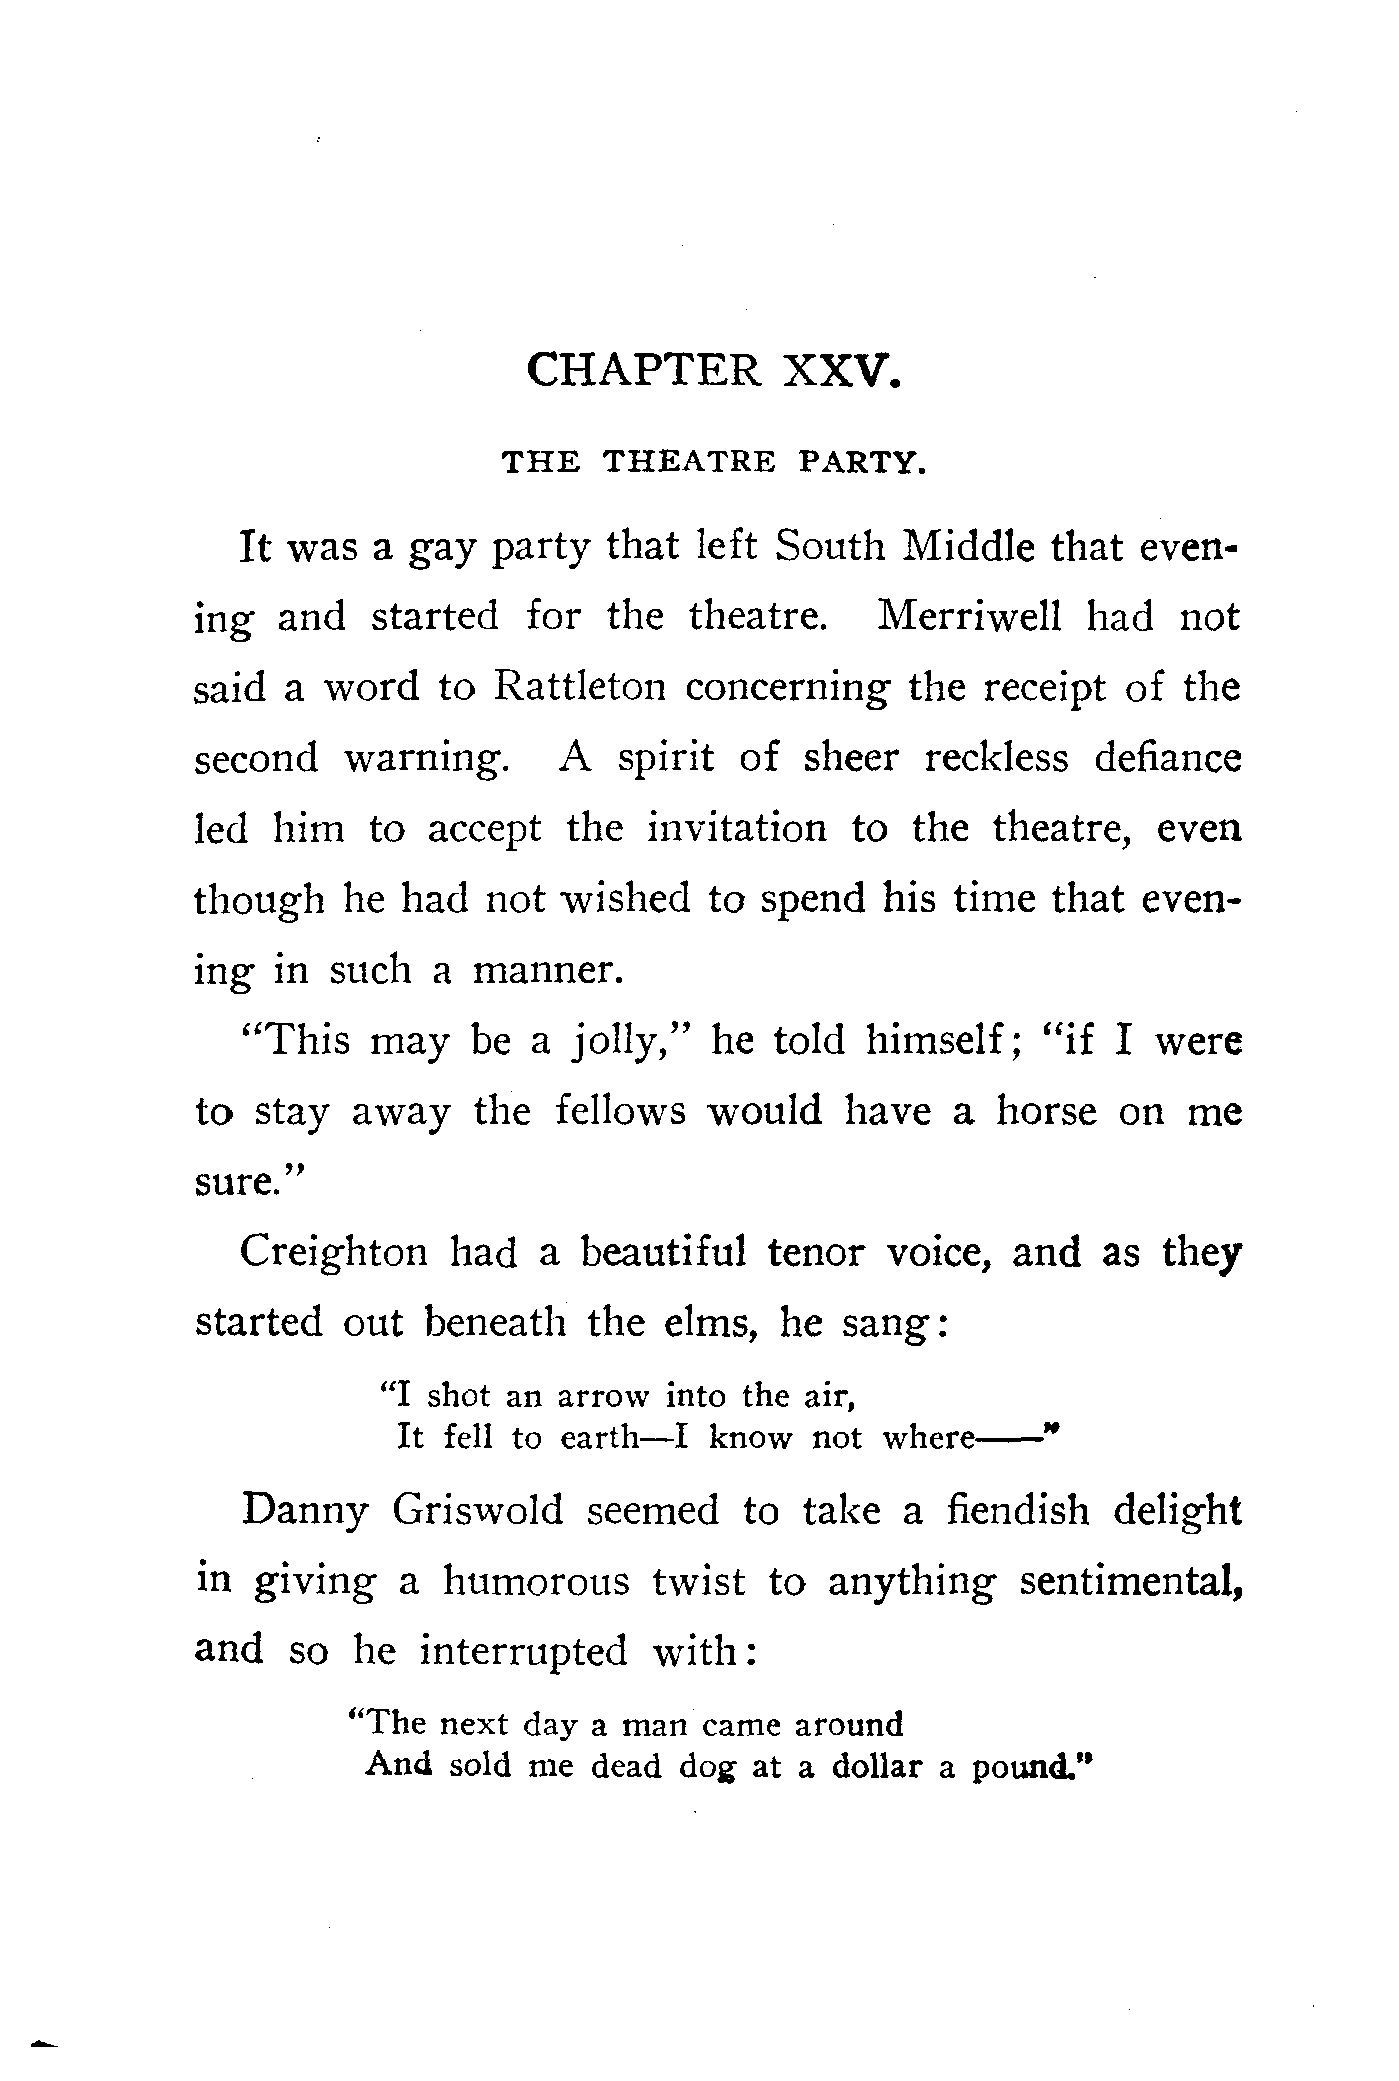 CHAPTER XXV.
THE THEATRE PARTY.
It was a gay party that left South Middle that even-
ing and started for the theatre. Merriwell had not
said a word to Rattleton concerning the receipt of the
second warning. A spirit of sheer reckless defiance
led him to accept the invitation to the theatre, even
though he had not wished to spend his time that even-
ing in such a manner.
“This may be a jolly,” he told himself; “if I were
to stay away the fellows would have a horse on me
sure.”
Creighton had a beautiful tenor voice, and as they
started out beneath the elms, he sang:
“I shot an arrow into the air,
It fell to earth—I know not where——”
Danny Griswold seemed to take a fiendish delight
in giving a humorous twist to anything sentimental,
and so he interrupted with:
“The next day a man came around
And sold me dead dog at a dollar a pound.”